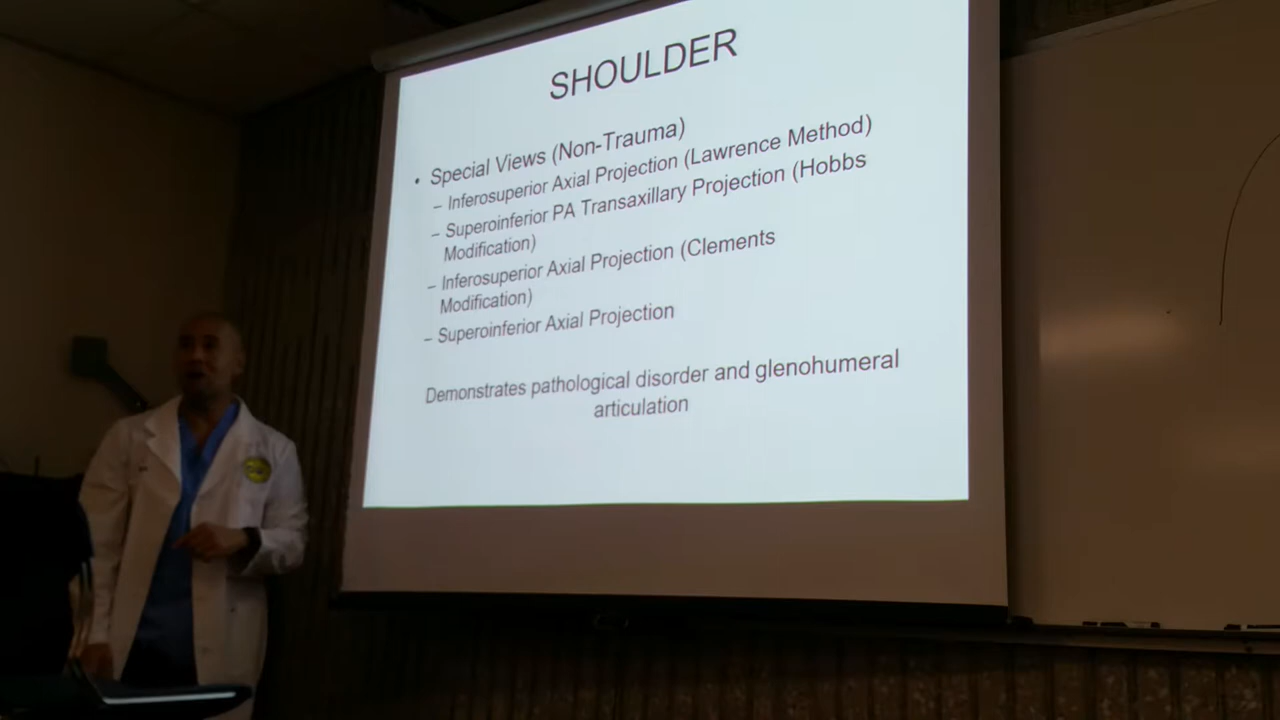 SHOULDER
• Special Views (Non-Trauma)
– Inferosuperior Axial Projection (Lawrence Method)
– Superoinferior PA Transaxillary Projection (Hobbs
Modification)
– Inferosuperior Axial Projection (Clements
Modification)
– Superoinferior Axial Projection
Demonstrates pathological disorder and glenohumeral
articulation